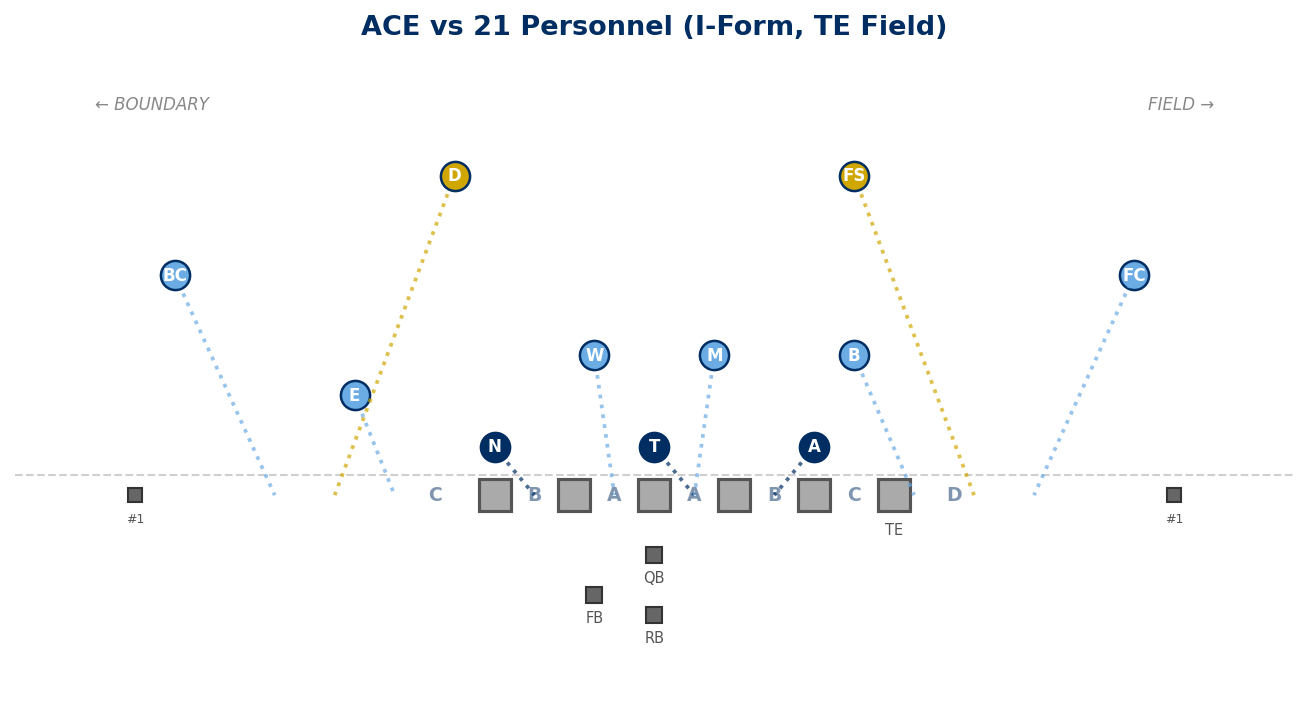 ACE vs 21 Personnel (I-Form, TE Field)
← BOUNDARY FIELD →
D FS
BC FC
W M B
E
N T A
C B A A B C D
#1 TE #1
QB
FB
RB